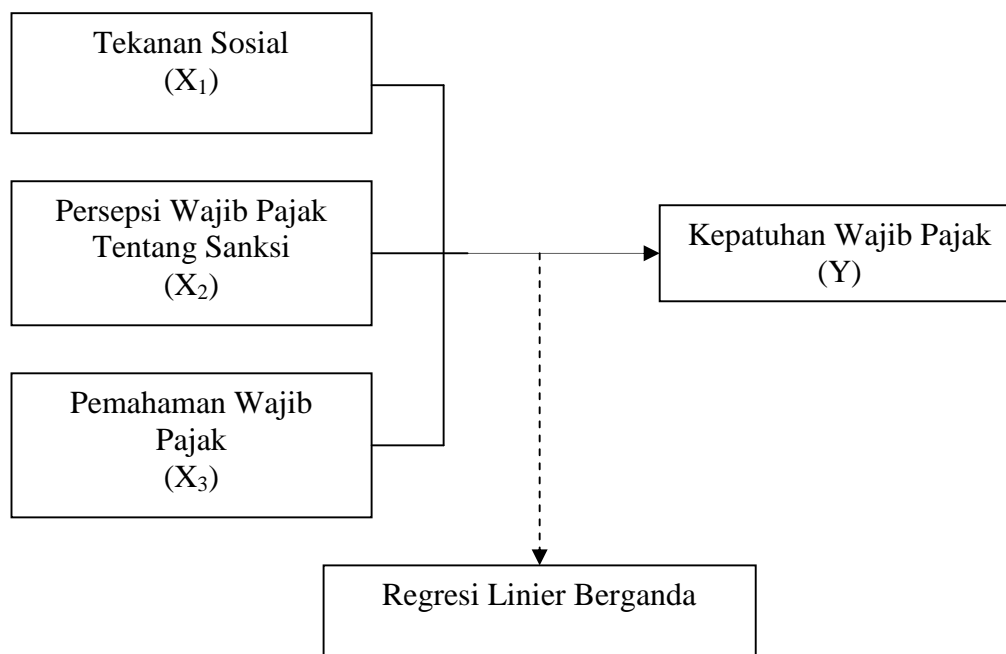 Tekanan Sosial
(X₁)
Persepsi Wajib Pajak
Tentang Sanksi
(X₂)
Pemahaman Wajib
Pajak
(X₃)
Kepatuhan Wajib Pajak
(Y)
Regresi Linier Berganda